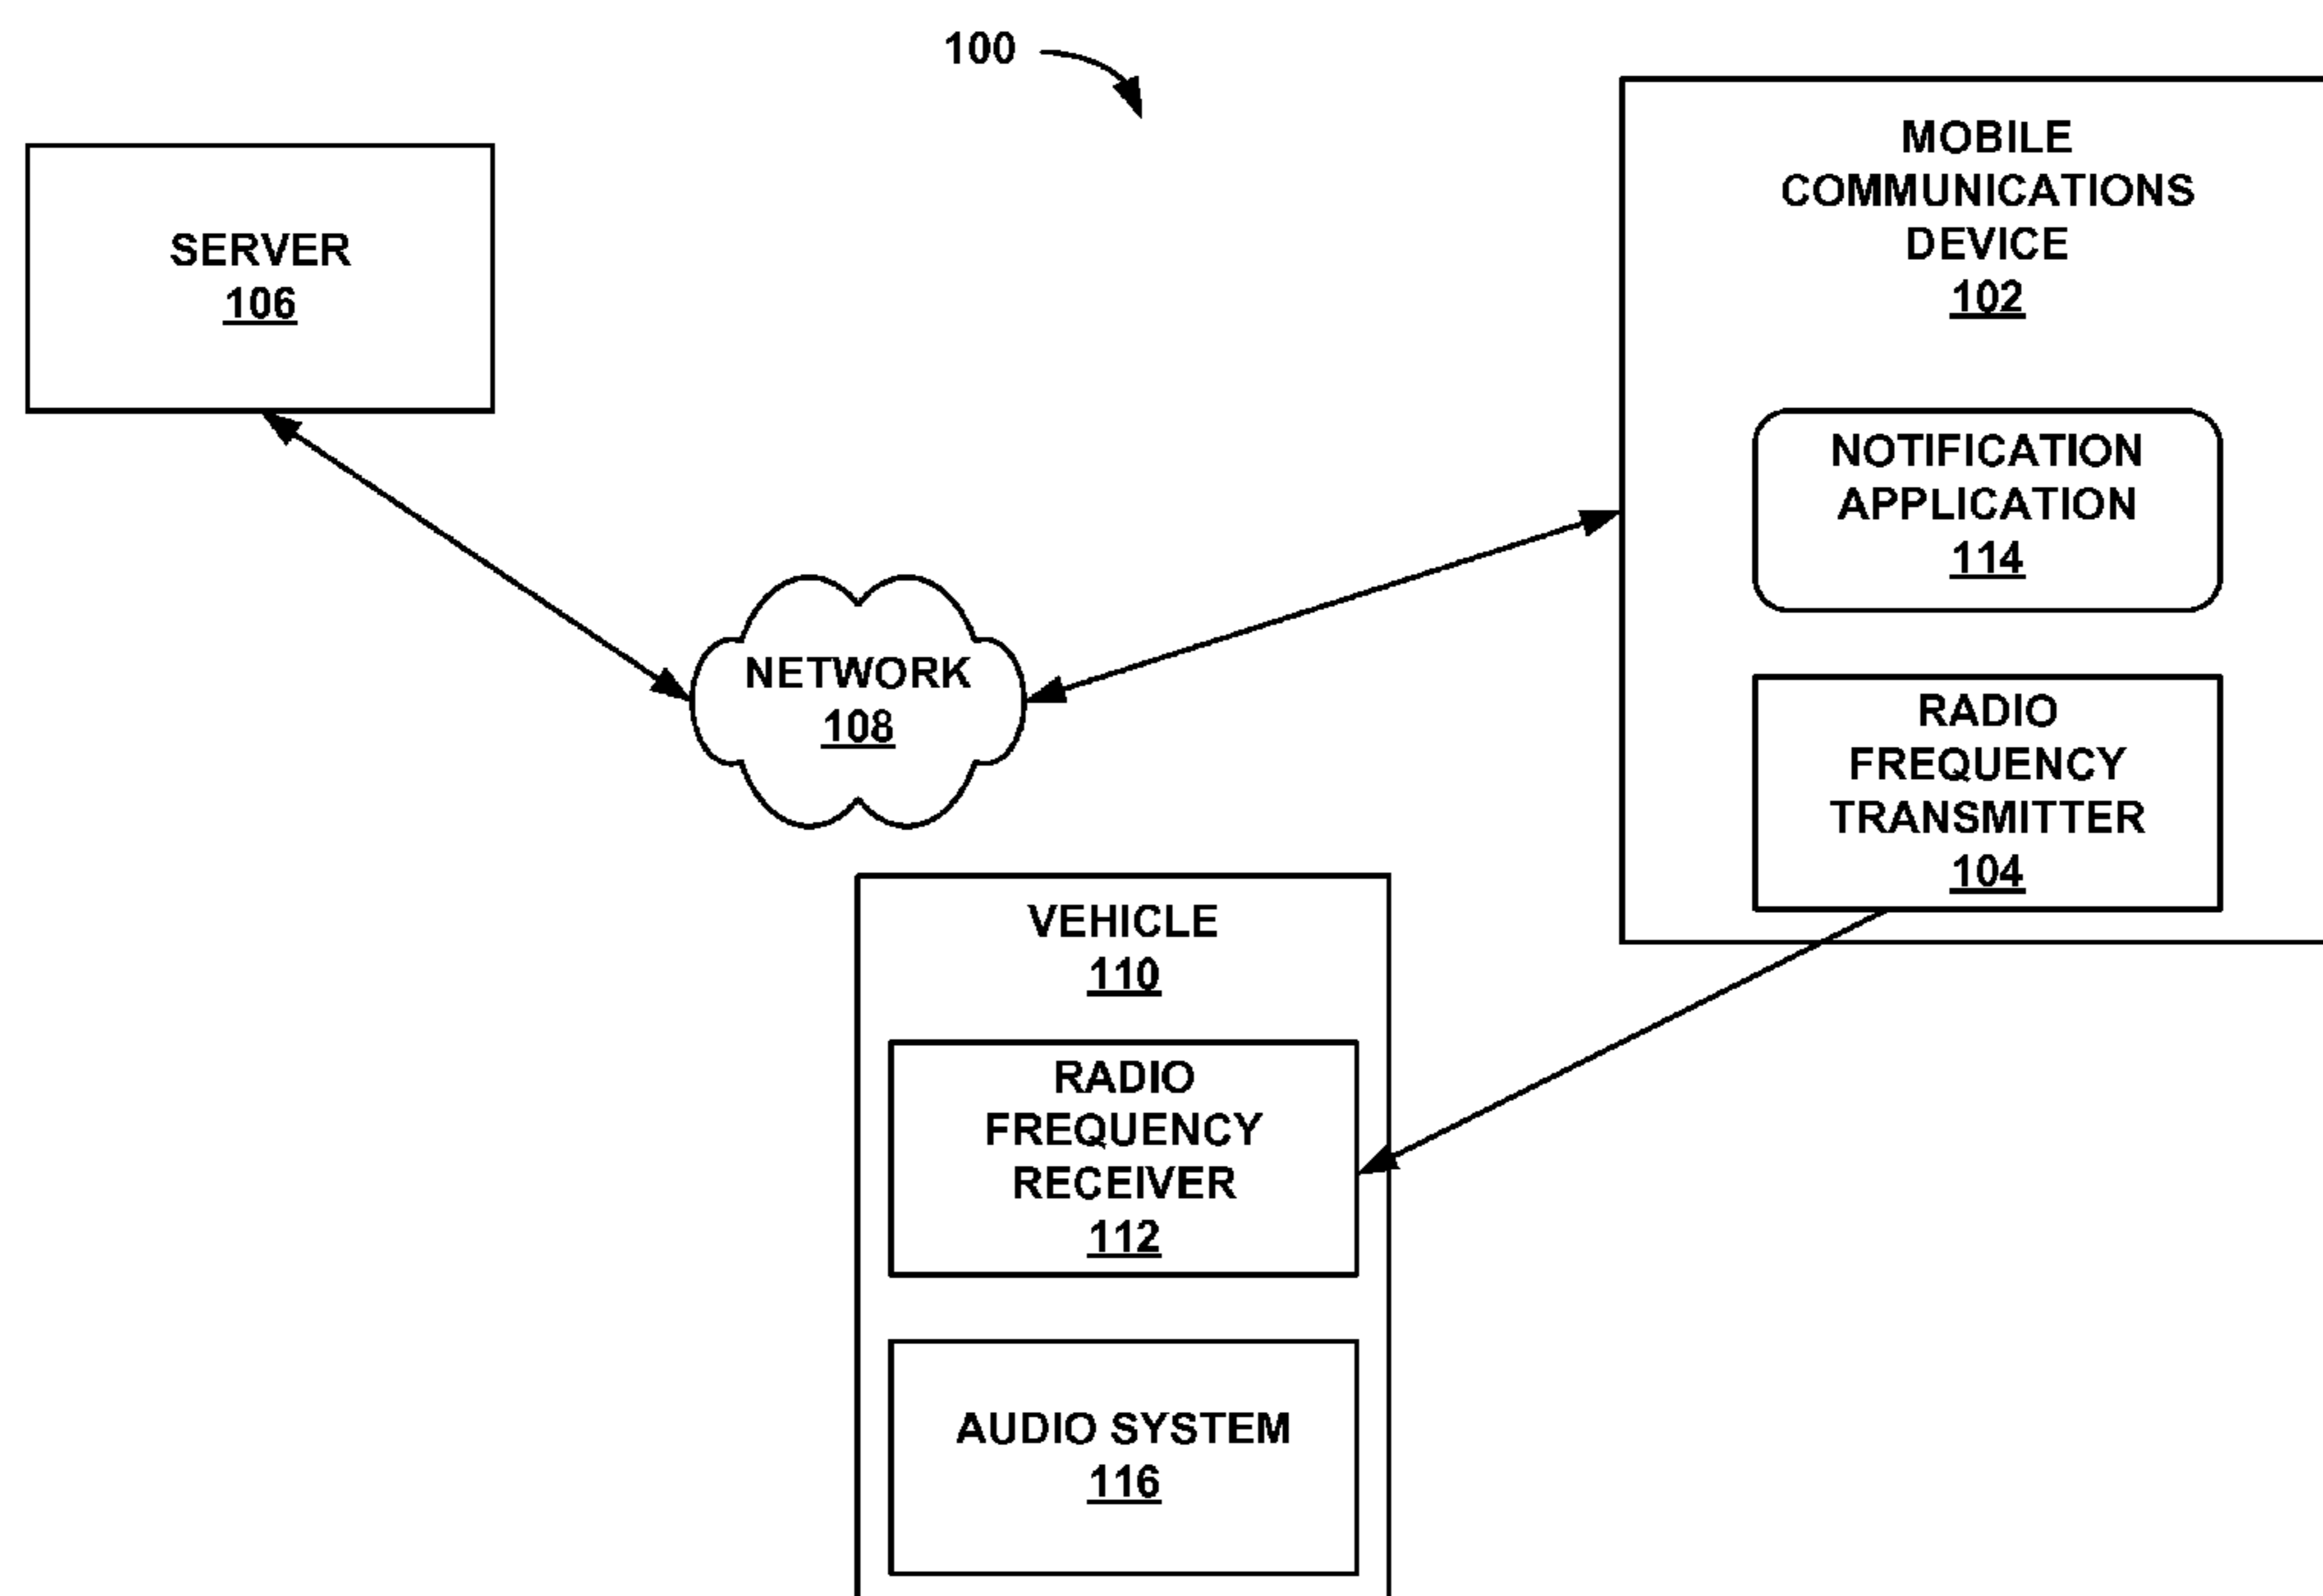 100
SERVER
106
MOBILE
COMMUNICATIONS
DEVICE
102
NOTIFICATION
APPLICATION
114
NETWORK
108
RADIO
FREQUENCY
TRANSMITTER
104
VEHICLE
110
RADIO
FREQUENCY
RECEIVER
112
AUDIO SYSTEM
116